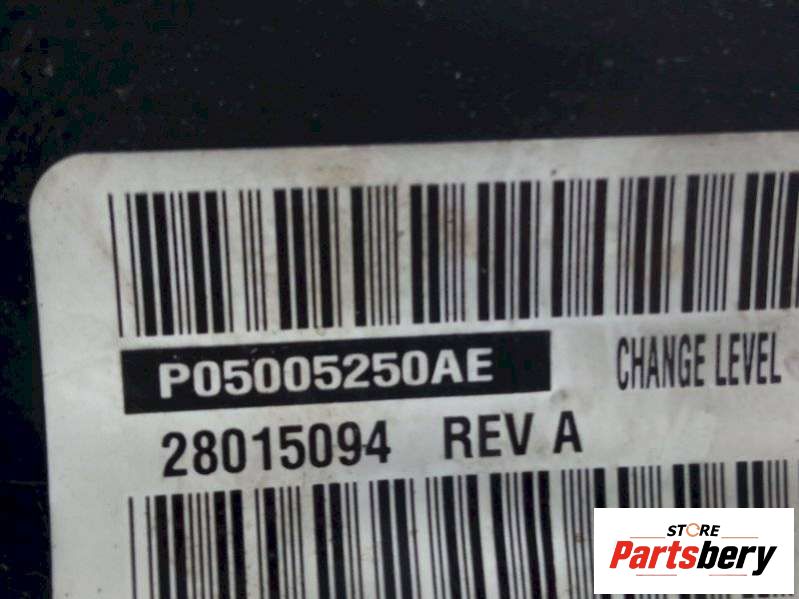 P05005250AE
CHANGE LEVEL
28015094 REV A
STORE
Partsbery